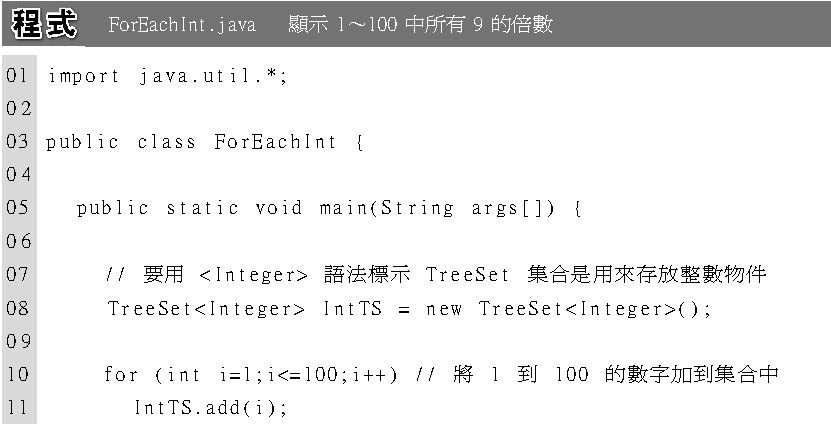 程式 ForEachInt.java 顯示 1～100 中所有 9 的倍數
01 import java.util.*;
02
03 public class ForEachInt {
04
05 public static void main(String args[]) {
06
07 // 要用 <Integer> 語法標示 TreeSet 集合是用來存放整數物件
08 TreeSet<Integer> IntTS = new TreeSet<Integer>();
09
10 for (int i=1;i<=100;i++) // 將 1 到 100 的數字加到集合中
11 IntTS.add(i);